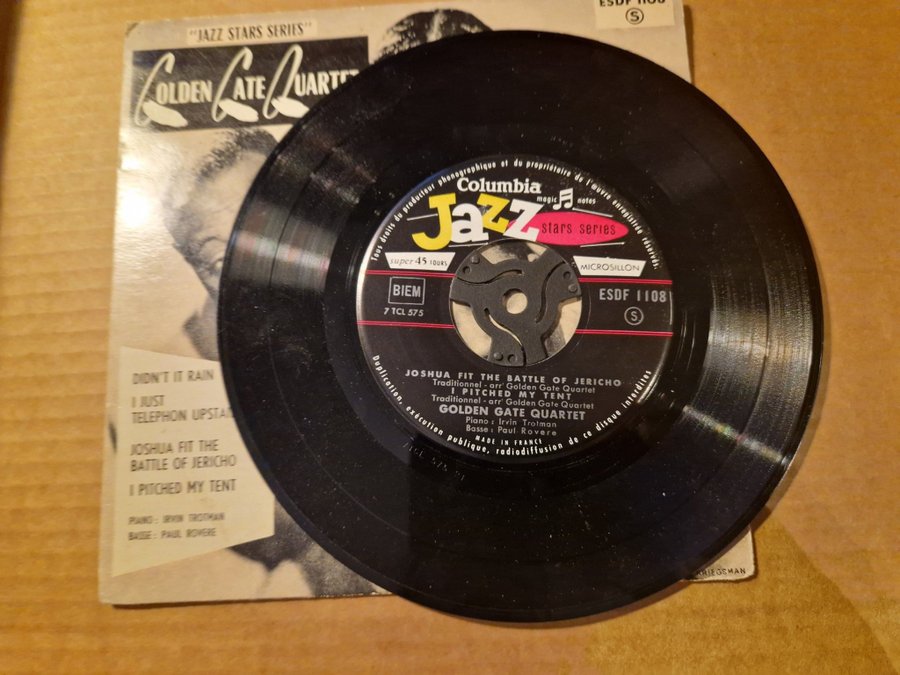 "JAZZ STARS SERIES"
ESDF 1108
S
GOLDEN GATE QUARTET
DIDN'T IT RAIN
I JUST
TELEPHON UPSTAI
JOSHUA FIT THE
BATTLE OF JERICHO
I PITCHED MY TENT
PIANO : IRVIN TROTMAN
BASSE : PAUL ROVERE
KRIEGSMAN
Tous droits du producteur phonographique et du propriétaire de l'œuvre enregistrée réservés.
Columbia
magic notes
Jazz
stars series
super 45 TOURS
MICROSILLON
BIEM
7 TCL 575
ESDF 1108
S
JOSHUA FIT THE BATTLE OF JERICHO
Traditionnel - arr' Golden Gate Quartet
I PITCHED MY TENT
Traditionnel - arr' Golden Gate Quartet
GOLDEN GATE QUARTET
Piano : Irvin Trotman
Basse : Paul Rovere
MADE IN FRANCE
Duplication, exécution publique, radiodiffusion de ce disque interdites